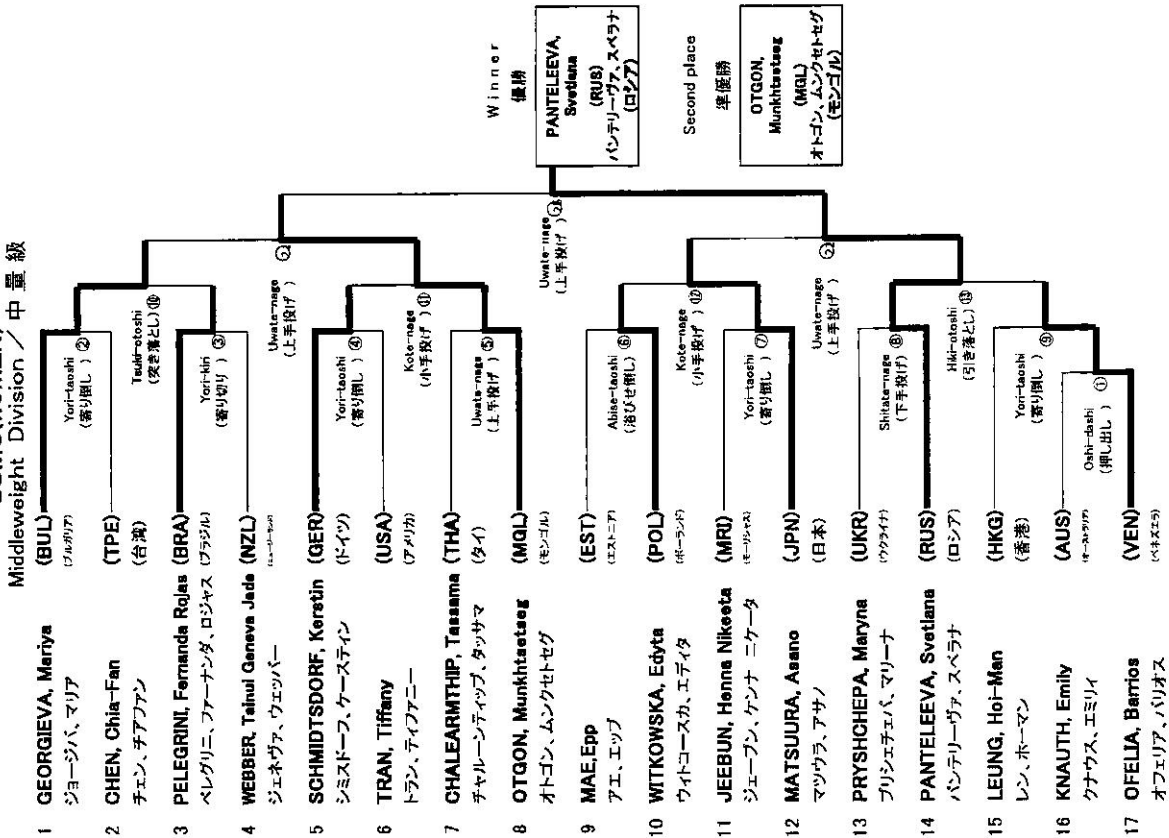 Middleweight Division / 中量級
1 GEORGIEVA, Mariya (BUL)
ジョージバ、マリア (ブルガリア)
2 CHEN, Chia-Fan (TPE)
チェン、チアファン (台湾)
3 PELEGRINI, Fernanda Rojas (BRA)
ペレグリニ、ファーナンダ、ロジャス (ブラジル)
4 WEBBER, Tainui Geneva Jade (NZL)
ジェネヴァ、ウェッバー (ニュージーランド)
5 SCHMIDTSDORF, Kerstin (GER)
シミスドーフ、ケースティン (ドイツ)
6 TRAN, Tiffany (USA)
トラン、ティファニー (アメリカ)
7 CHALEARMTHIP, Tassama (THA)
チャルーンティップ、タッサマ (タイ)
8 OTGON, Munkhtsetseg (MGL)
オトゴン、ムンクセトセグ (モンゴル)
9 MAE,Epp (EST)
アエ、エップ (エストニア)
10 WITKOWSKA, Edyta (POL)
ウィトコースカ、エディタ (ポーランド)
11 JEEBUN, Henna Nikeeta (MRI)
ジェーブン、ケンナ ニケータ (モーリシャス)
12 MATSUURA, Asano (JPN)
マツウラ、アサノ (日本)
13 PRYSHCHEPA, Maryna (UKR)
プリシェチェパ、マリーナ (ウクライナ)
14 PANTELEEVA, Svetlana (RUS)
パンテリーヴァ、スベラナ (ロシア)
15 LEUNG, Hoi-Man (HKG)
レン、ホーマン (香港)
16 KNAUTH, Emily (AUS)
クナウス、エミリィ (オーストラリア)
17 OFELIA, Barrios (VEN)
オフェリア、バリオス (ベネズエラ)
Yori-taoshi ②
(寄り倒し)
Yori-kiri ③
(寄り切り)
Yori-taoshi ④
(寄り倒し)
Uwate-nage ⑤
(上手投げ)
Abise-taoshi ⑥
(浴びせ倒し)
Yori-taoshi ⑦
(寄り倒し)
Shitate-nage ⑧
(下手投げ)
Yori-taoshi ⑨
(寄り倒し)
Oshi-dashi ①
(押し出し)
Tsuki-otoshi ⑩
(突き落とし)
Kote-nage ⑪
(小手投げ)
Kote-nage ⑫
(小手投げ)
Hiki-otoshi ⑬
(引き落とし)
Uwate-nage
(上手投げ)
Uwate-nage
(上手投げ)
Uwate-nage
(上手投げ)
Winner
優勝
PANTELEEVA,
Svetlana
(RUS)
パンテリーヴァ、スベラナ
(ロシア)
Second place
準優勝
OTGON,
Munkhtsetseg
(MGL)
オトゴン、ムンクセトセグ
(モンゴル)